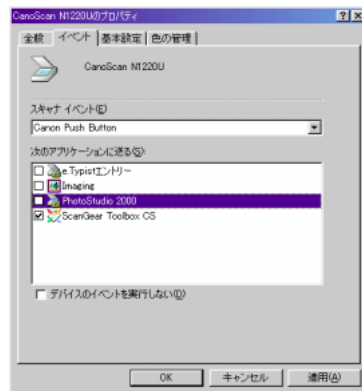 CanoScan N1220Uのプロパティ
全般 イベント 基本設定 色の管理
CanoScan N1220U
スキャナ イベント(E)
Canon Push Button
次のアプリケーションに送る(S):
e.Typistエントリー
Imaging
PhotoStudio 2000
ScanGear Toolbox CS
デバイスのイベントを実行しない(D)
OK キャンセル 適用(A)